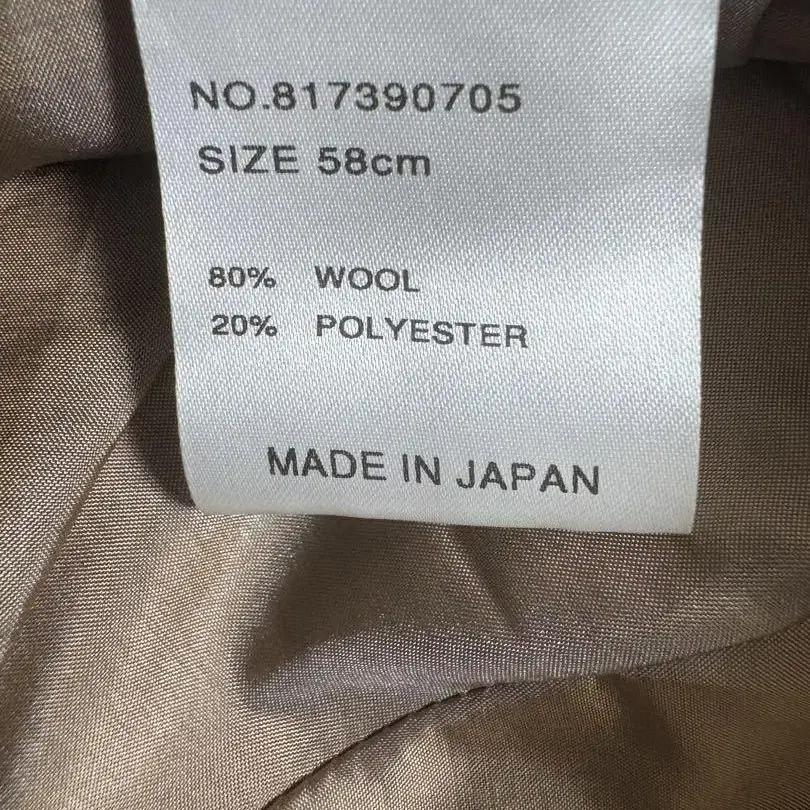 NO.817390705
SIZE 58cm
80% WOOL
20% POLYESTER
MADE IN JAPAN